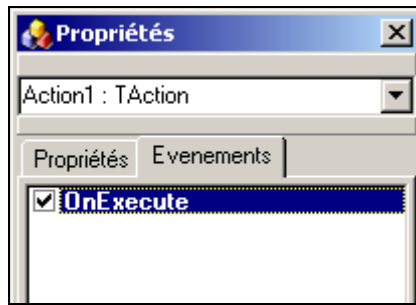 Propriétés
Action1 : TAction
Propriétés Evenements
OnExecute